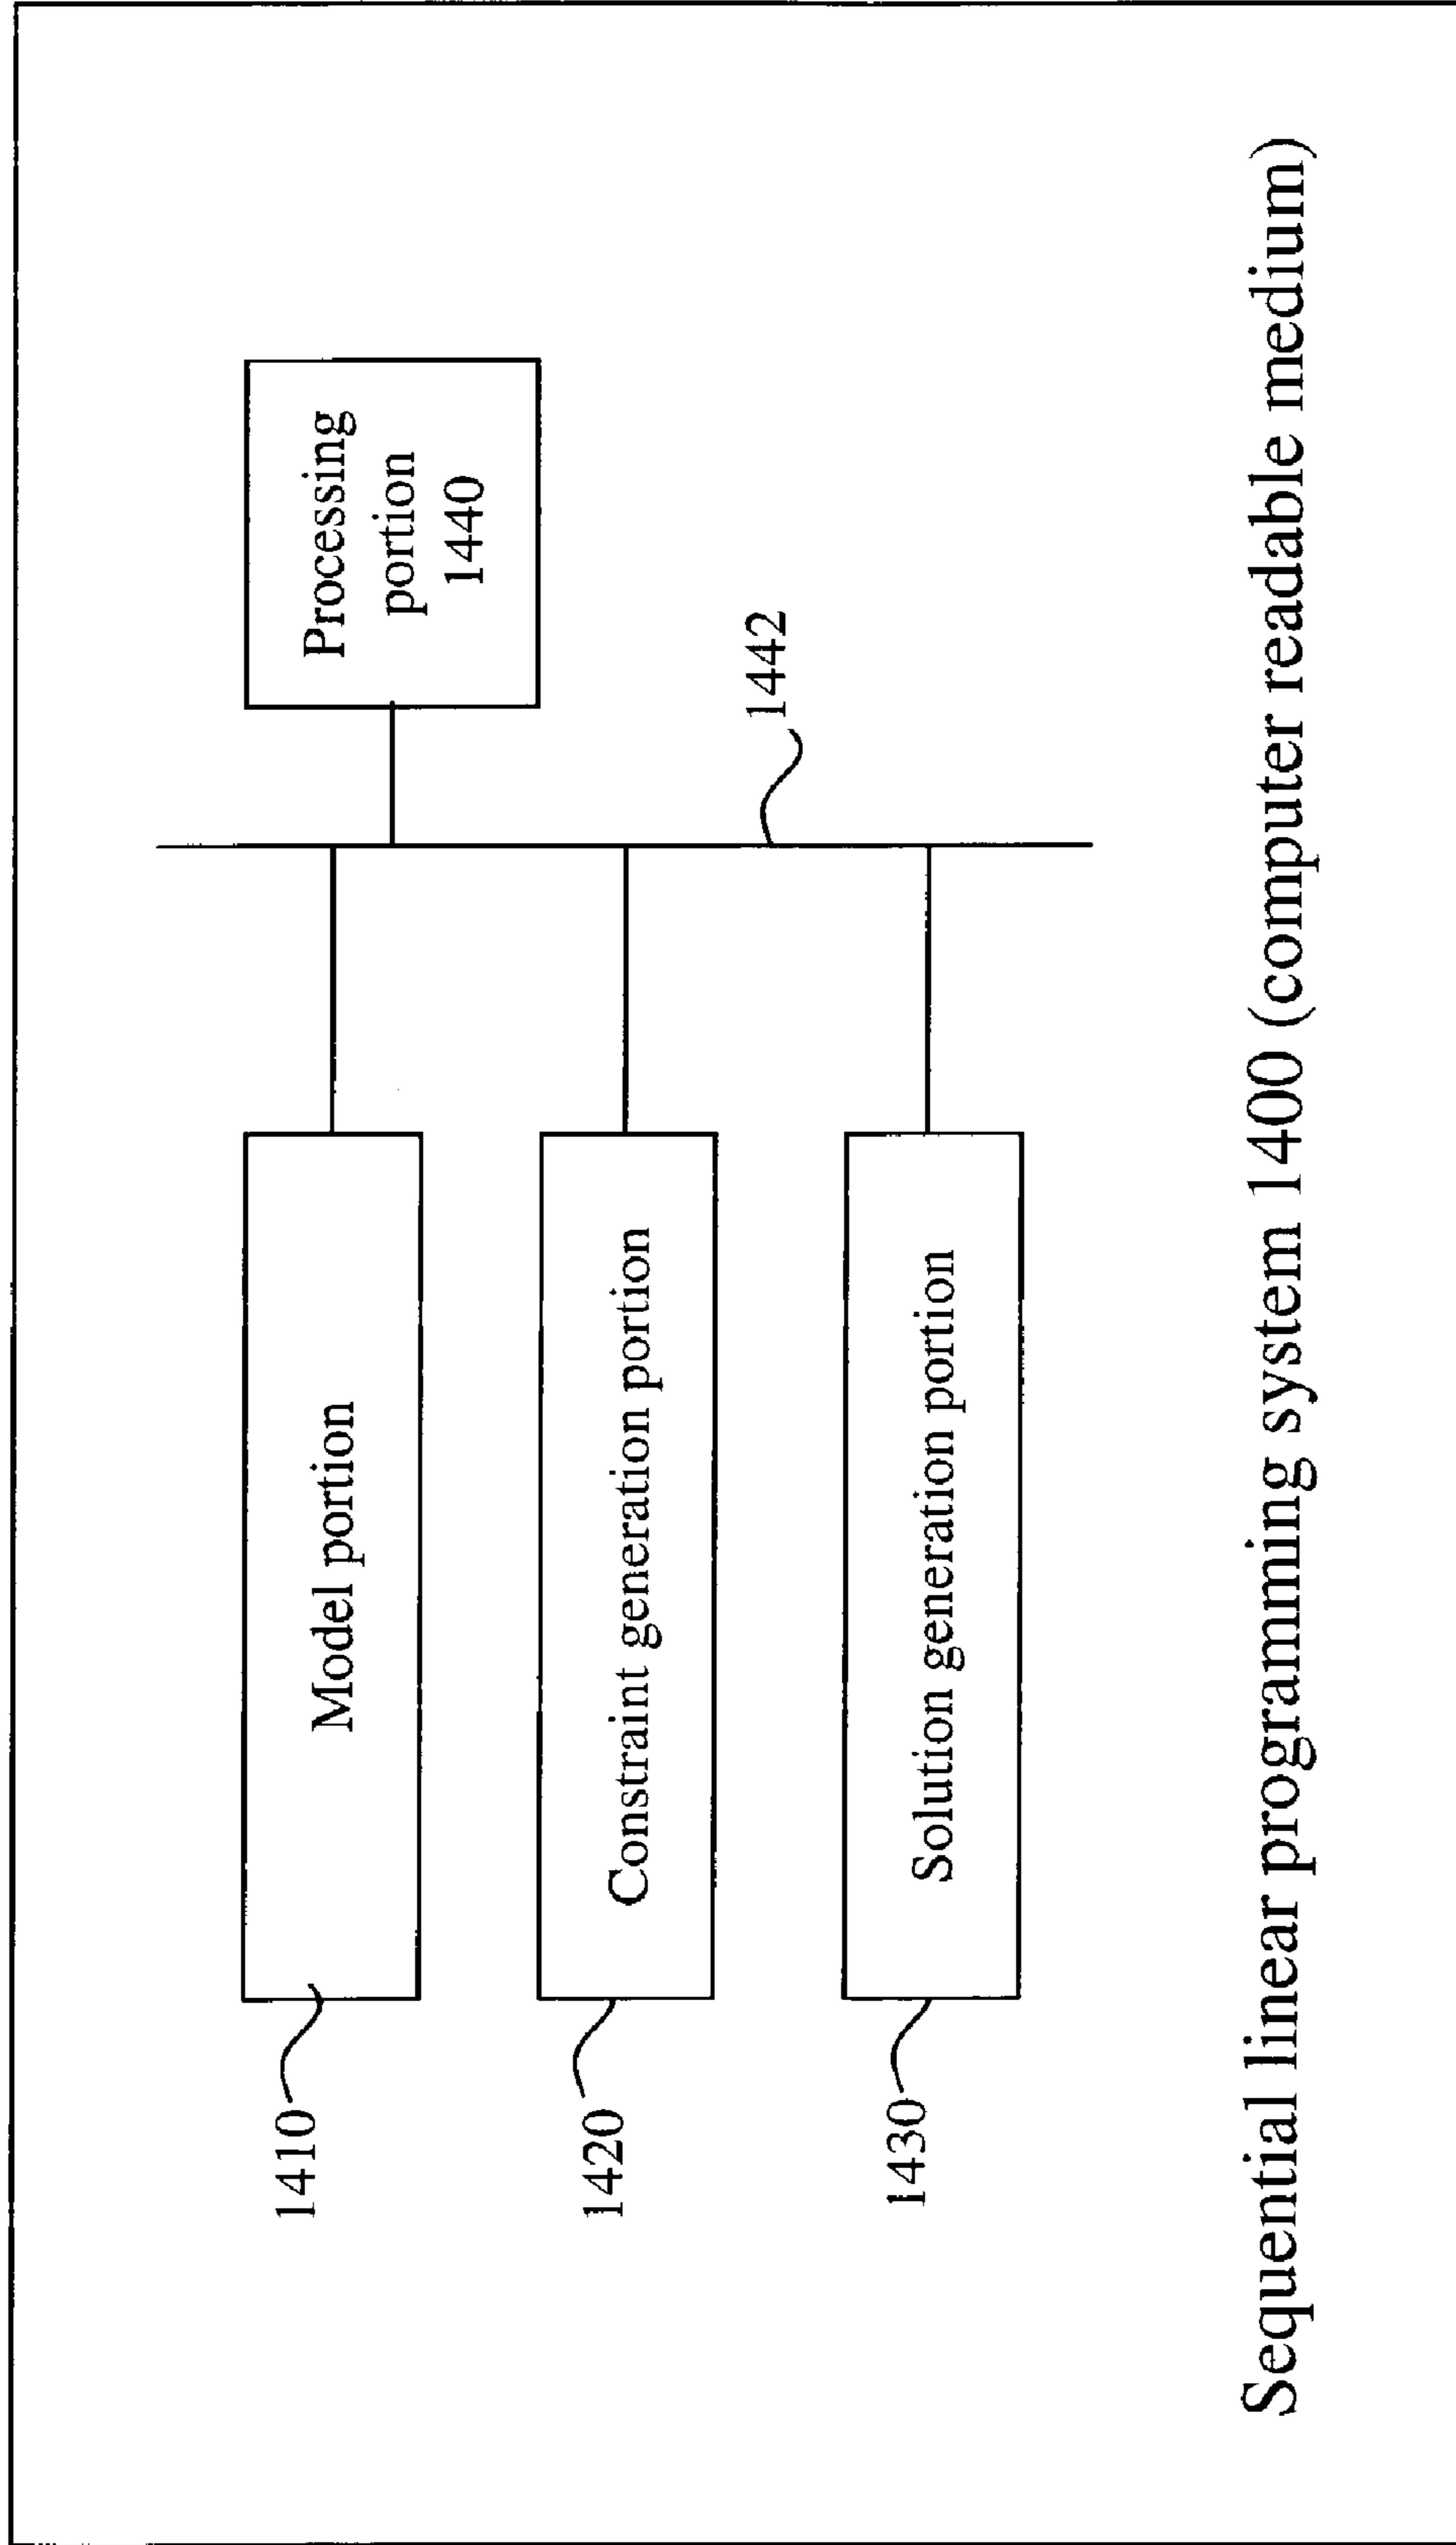 1410
Model portion
1420
Constraint generation portion
1430
Solution generation portion
Processing
portion
1440
1442
Sequential linear programming system 1400 (computer readable medium)